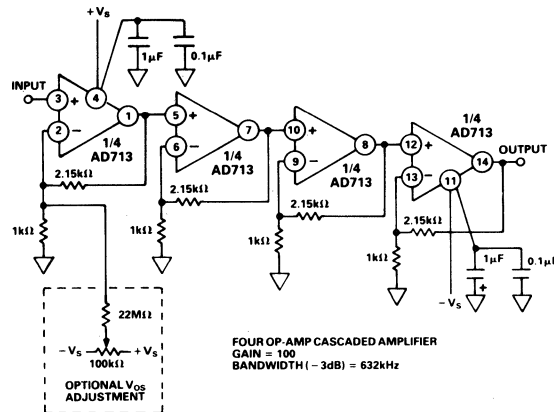 +VS
1μF
0.1μF
INPUT
3
+
4
2
−
1
1/4
AD713
5
+
6
−
7
1/4
AD713
10
+
9
−
8
1/4
AD713
1/4
AD713
12
+
13
−
14
11
OUTPUT
2.15kΩ
2.15kΩ
2.15kΩ
2.15kΩ
1kΩ
1kΩ
1kΩ
1kΩ
1μF
+
0.1μF
−VS
22MΩ
−VS
+VS
100kΩ
OPTIONAL VOS
ADJUSTMENT
FOUR OP-AMP CASCADED AMPLIFIER
GAIN = 100
BANDWIDTH (−3dB) = 632kHz